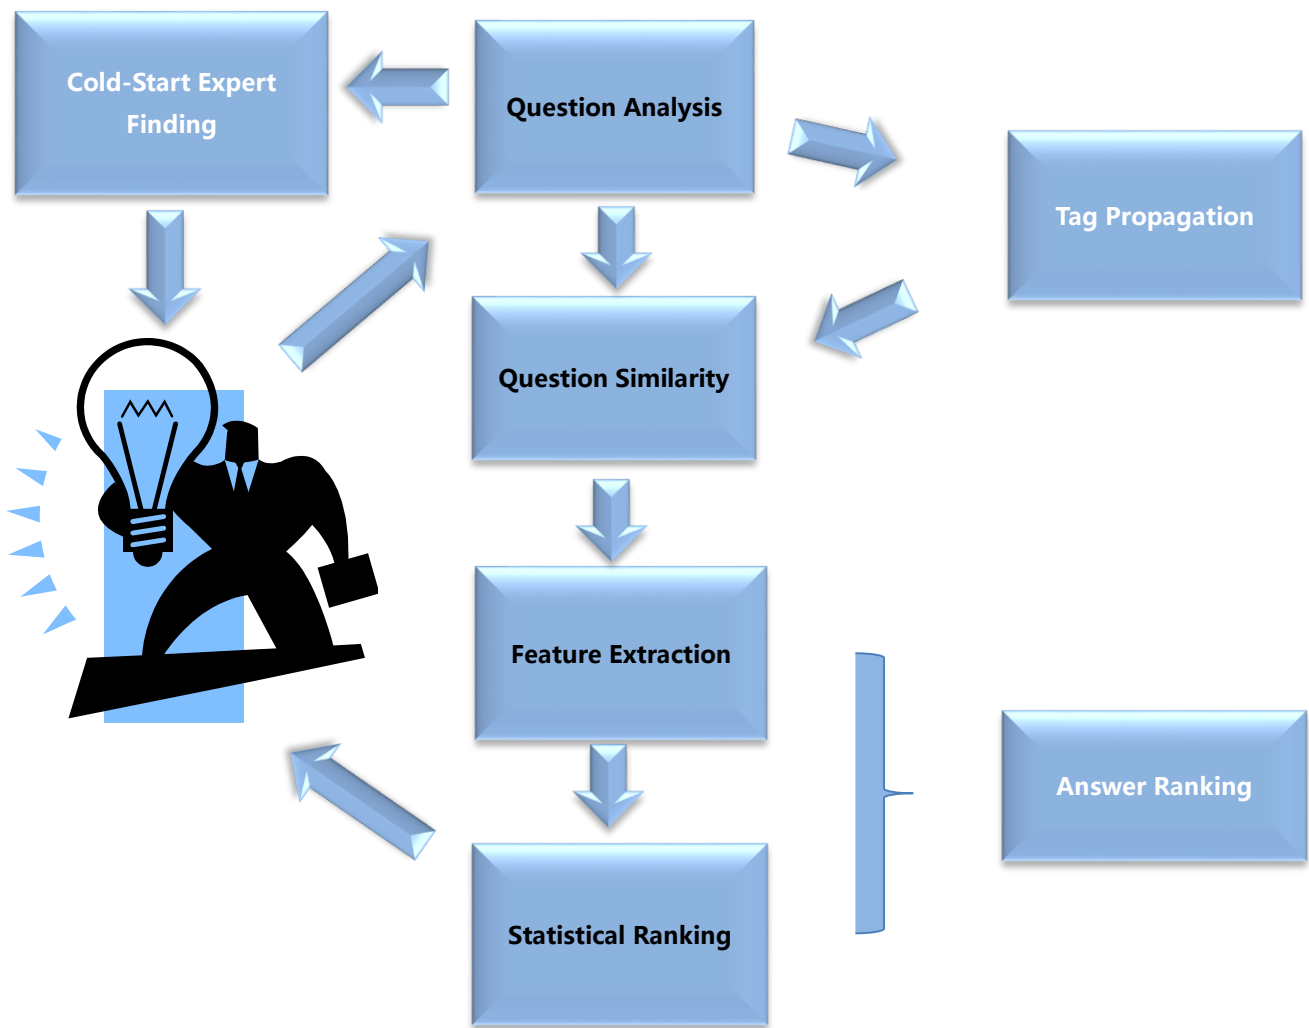 Cold-Start Expert
Finding
Question Analysis
Tag Propagation
Question Similarity
Feature Extraction
Answer Ranking
Statistical Ranking